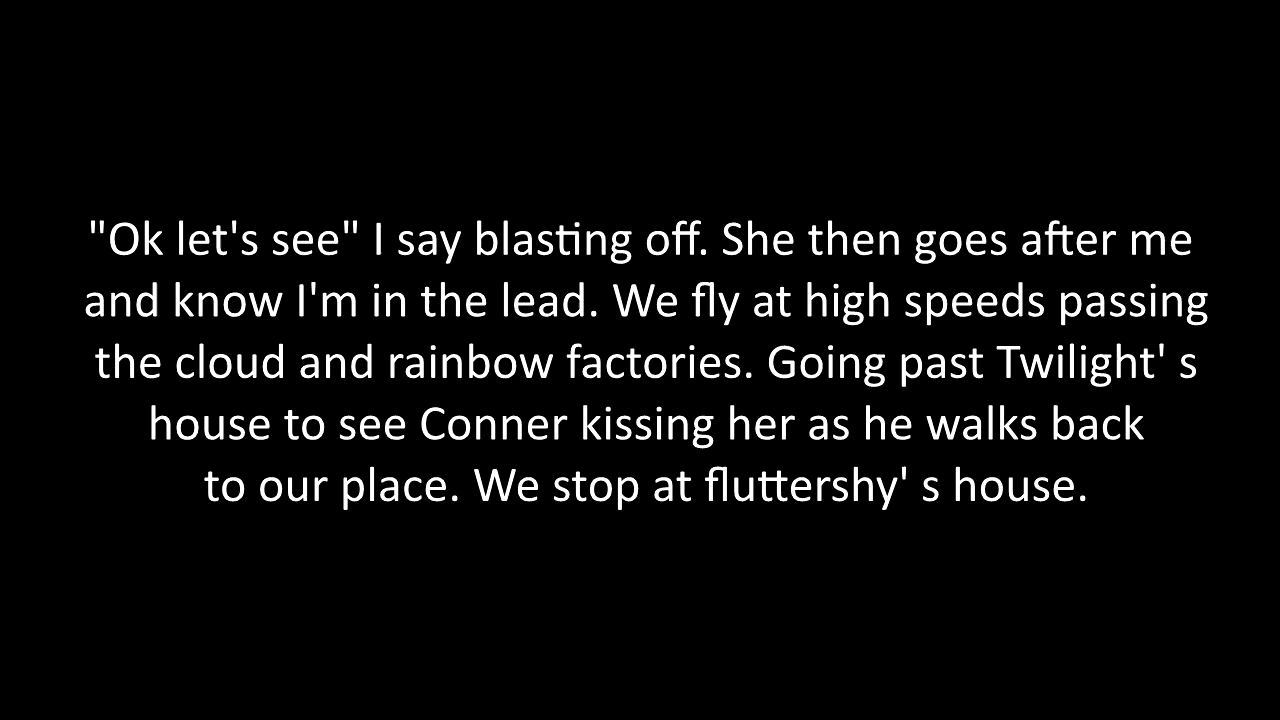 "Ok let's see" I say blasting off. She then goes after me
and know I'm in the lead. We fly at high speeds passing
the cloud and rainbow factories. Going past Twilight' s
house to see Conner kissing her as he walks back
to our place. We stop at fluttershy' s house.